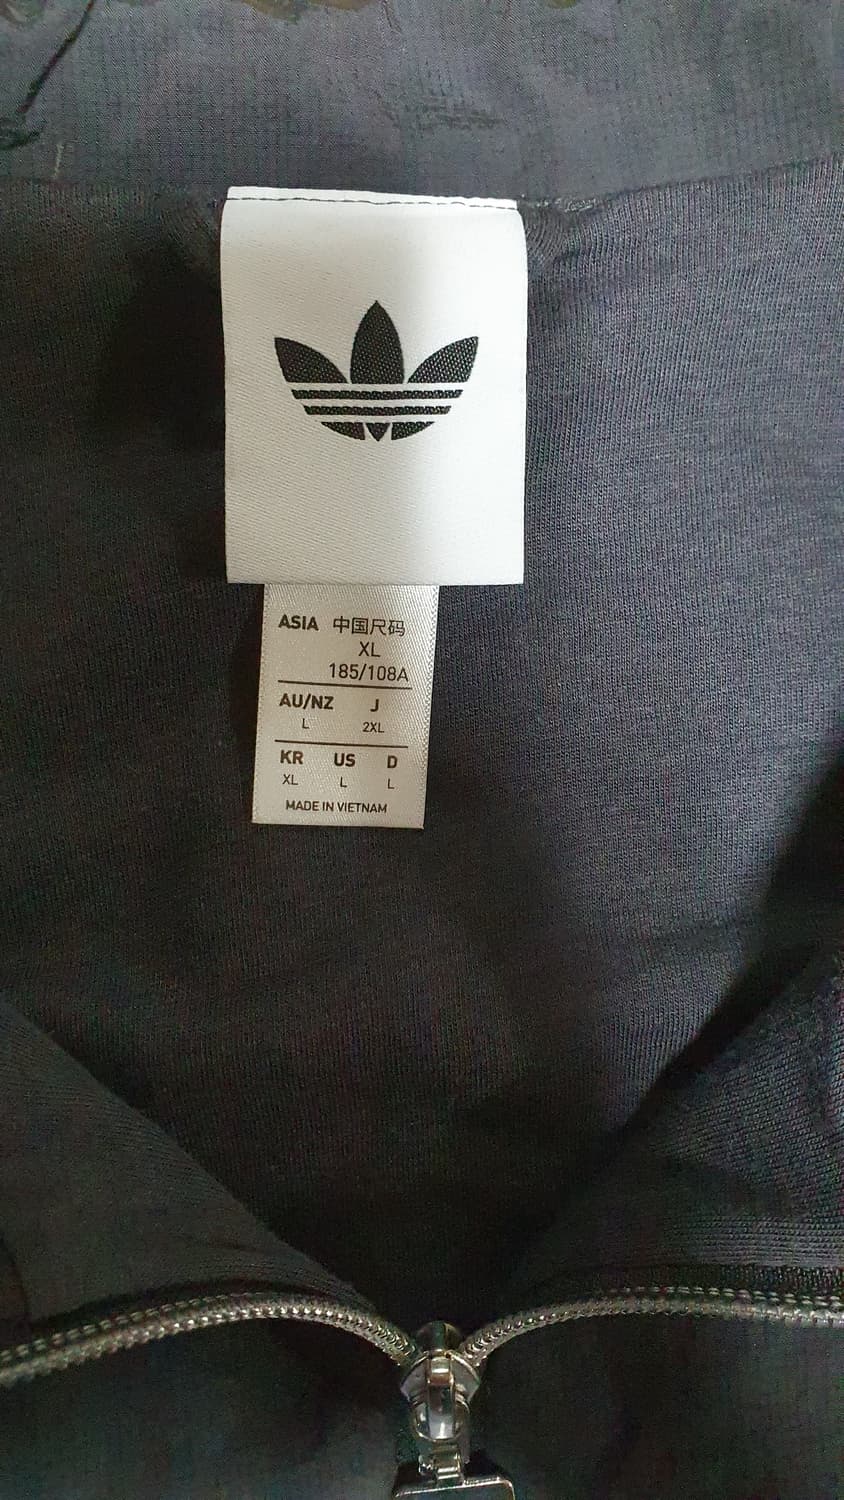 ASIA 中国尺码
XL
185/108A
AU/NZ J
L 2XL
KR US D
XL L L
MADE IN VIETNAM